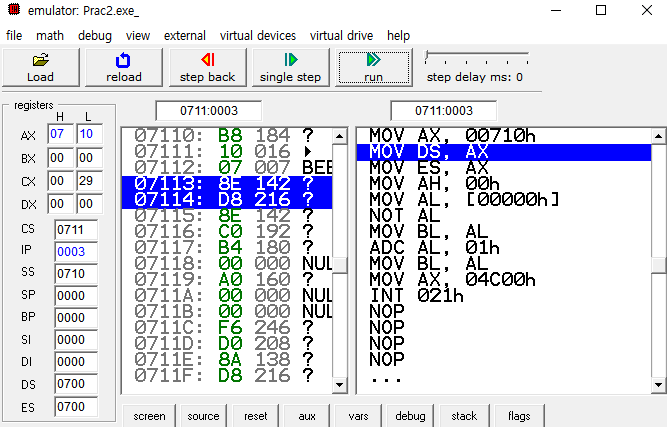 emulator: Prac2.exe_
file math debug view external virtual devices virtual drive help
Load reload step back single step run step delay ms: 0
registers
H L
AX 07 10
BX 00 00
CX 00 29
DX 00 00
CS 0711
IP 0003
SS 0710
SP 0000
BP 0000
SI 0000
DI 0000
DS 0700
ES 0700
0711:0003
07110: B8 184 ?
07111: 10 016 ►
07112: 07 007 BEE
07113: 8E 142 ?
07114: D8 216 ?
07115: 8E 142 ?
07116: C0 192 ?
07117: B4 180 ?
07118: 00 000 NUL
07119: A0 160 ?
0711A: 00 000 NUL
0711B: 00 000 NUL
0711C: F6 246 ?
0711D: D0 208 ?
0711E: 8A 138 ?
0711F: D8 216 ?
0711:0003
MOV AX, 00710h
MOV DS, AX
MOV ES, AX
MOV AH, 00h
MOV AL, [00000h]
NOT AL
MOV BL, AL
ADC AL, 01h
MOV BL, AL
MOV AX, 04C00h
INT 021h
NOP
NOP
NOP
NOP
...
screen source reset aux vars debug stack flags